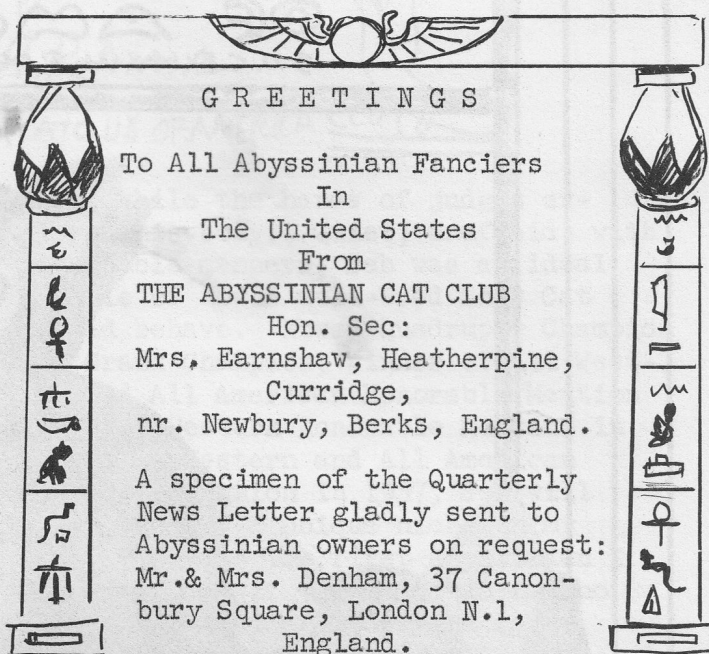 GREETINGS
To All Abyssinian Fanciers
In
The United States
From
THE ABYSSINIAN CAT CLUB
Hon. Sec:
Mrs. Earnshaw, Heatherpine,
Curridge,
nr. Newbury, Berks, England.
A specimen of the Quarterly
News Letter gladly sent to
Abyssinian owners on request:
Mr.& Mrs. Denham, 37 Canon-
bury Square, London N.1,
England.